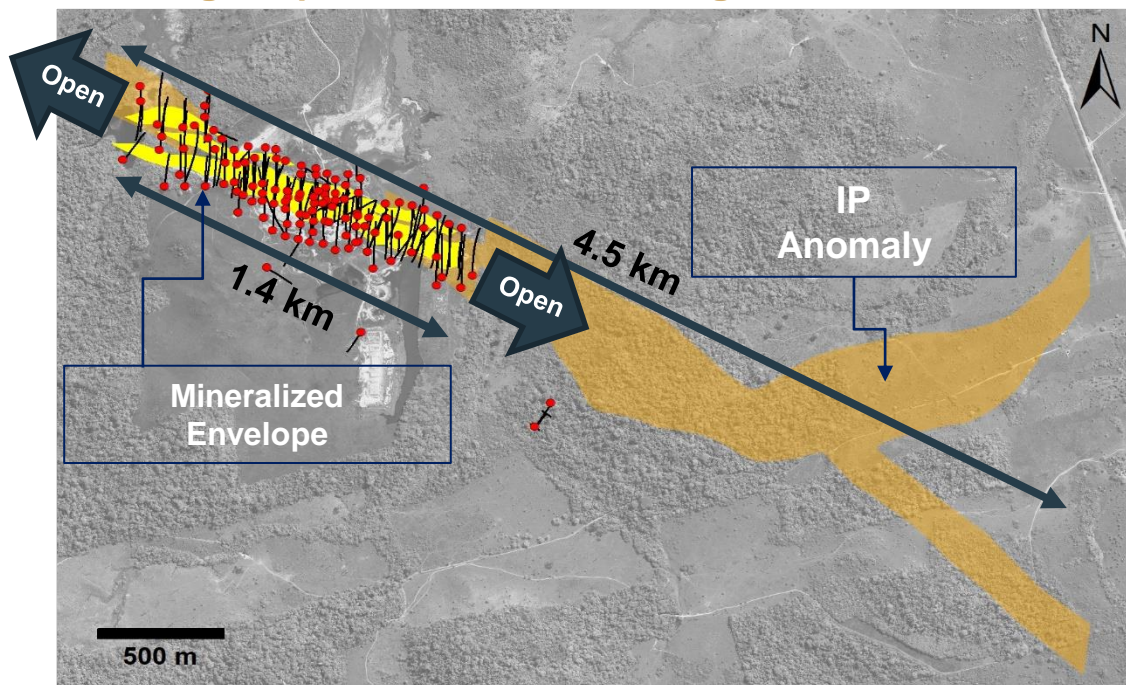 N
Open
IP
Anomaly
4.5 km
Open
1.4 km
Mineralized
Envelope
500 m